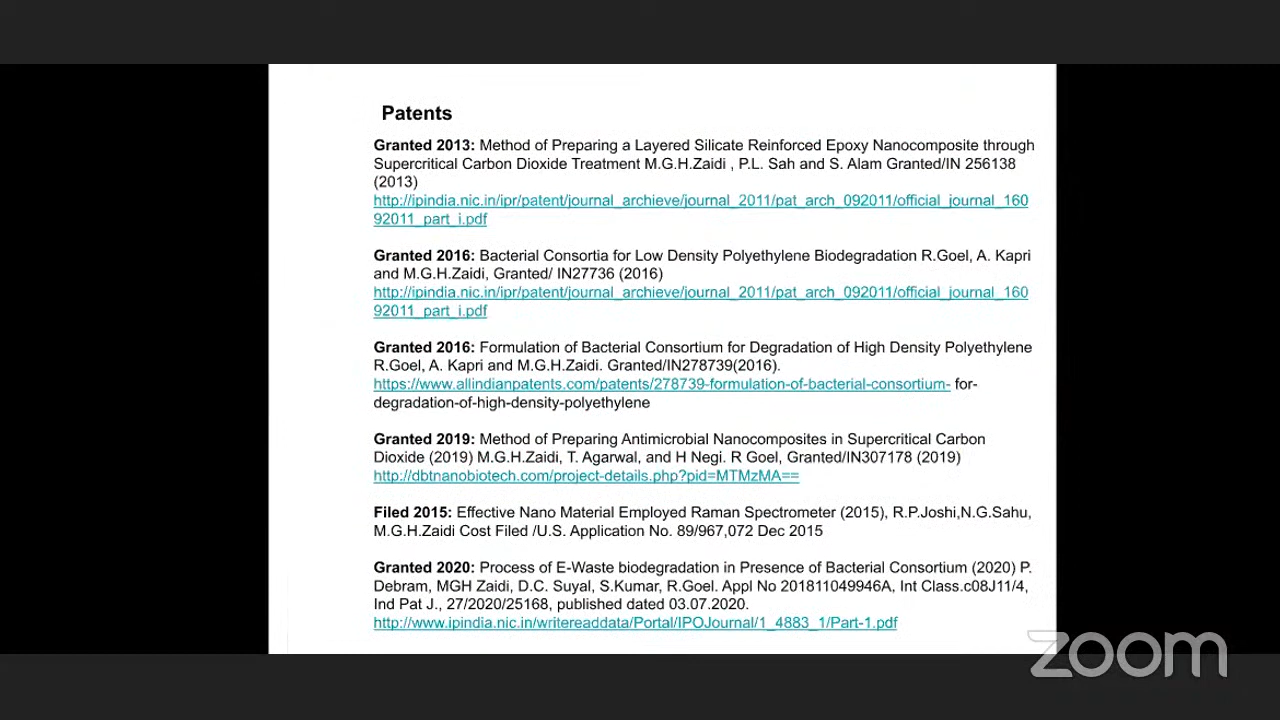 Patents
Granted 2013: Method of Preparing a Layered Silicate Reinforced Epoxy Nanocomposite through
Supercritical Carbon Dioxide Treatment M.G.H.Zaidi , P.L. Sah and S. Alam Granted/IN 256138
(2013)
http://ipindia.nic.in/ipr/patent/journal_archieve/journal_2011/pat_arch_092011/official_journal_160
92011_part_i.pdf
Granted 2016: Bacterial Consortia for Low Density Polyethylene Biodegradation R.Goel, A. Kapri
and M.G.H.Zaidi, Granted/ IN27736 (2016)
http://ipindia.nic.in/ipr/patent/journal_archieve/journal_2011/pat_arch_092011/official_journal_160
92011_part_i.pdf
Granted 2016: Formulation of Bacterial Consortium for Degradation of High Density Polyethylene
R.Goel, A. Kapri and M.G.H.Zaidi. Granted/IN278739(2016).
https://www.allindianpatents.com/patents/278739-formulation-of-bacterial-consortium- for-
degradation-of-high-density-polyethylene
Granted 2019: Method of Preparing Antimicrobial Nanocomposites in Supercritical Carbon
Dioxide (2019) M.G.H.Zaidi, T. Agarwal, and H Negi. R Goel, Granted/IN307178 (2019)
http://dbtnanobiotech.com/project-details.php?pid=MTMzMA==
Filed 2015: Effective Nano Material Employed Raman Spectrometer (2015), R.P.Joshi,N.G.Sahu,
M.G.H.Zaidi Cost Filed /U.S. Application No. 89/967,072 Dec 2015
Granted 2020: Process of E-Waste biodegradation in Presence of Bacterial Consortium (2020) P.
Debram, MGH Zaidi, D.C. Suyal, S.Kumar, R.Goel. Appl No 201811049946A, Int Class.c08J11/4,
Ind Pat J., 27/2020/25168, published dated 03.07.2020.
http://www.ipindia.nic.in/writereaddata/Portal/IPOJournal/1_4883_1/Part-1.pdf
zoom